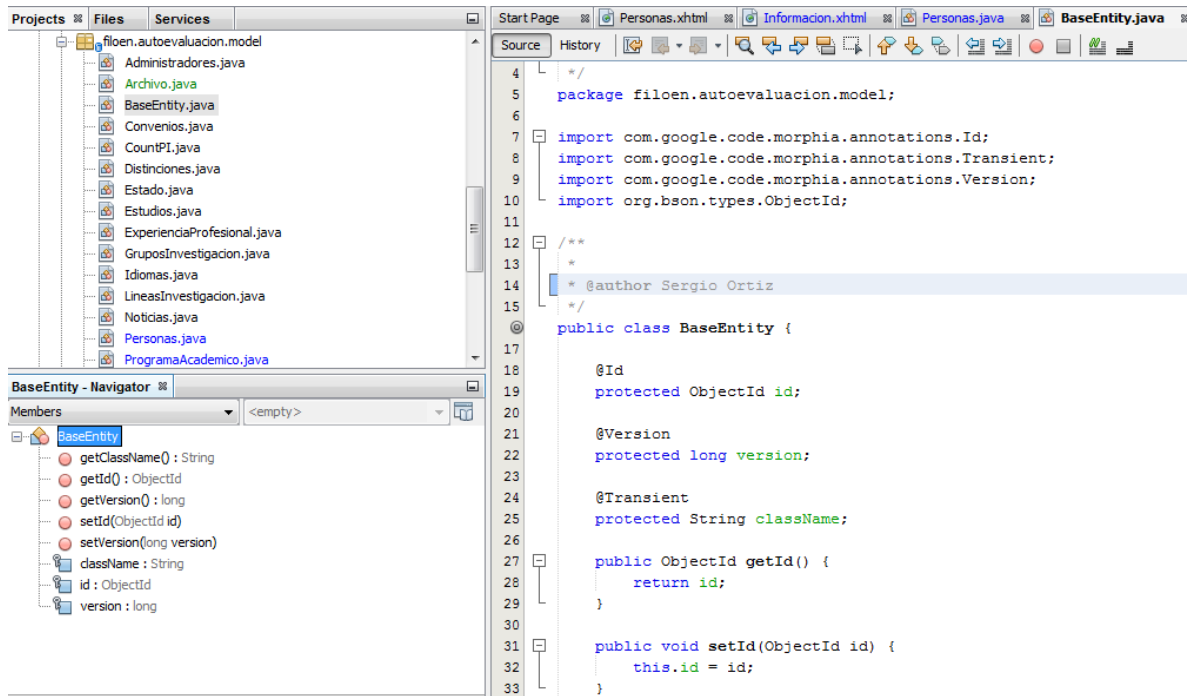 Projects Files Services
filoen.autoevaluacion.model
Administradores.java
Archivo.java
BaseEntity.java
Convenios.java
CountPI.java
Distinciones.java
Estado.java
Estudios.java
ExperienciaProfesional.java
GruposInvestigacion.java
Idiomas.java
LineasInvestigacion.java
Noticias.java
Personas.java
ProgramaAcademico.java
BaseEntity - Navigator
Members <empty>
BaseEntity
getClassName() : String
getId() : ObjectId
getVersion() : long
setId(ObjectId id)
setVersion(long version)
className : String
id : ObjectId
version : long
Start Page Personas.xhtml Informacion.xhtml Personas.java BaseEntity.java
Source History
4 */
5 package filoen.autoevaluacion.model;
6
7 import com.google.code.morphia.annotations.Id;
8 import com.google.code.morphia.annotations.Transient;
9 import com.google.code.morphia.annotations.Version;
10 import org.bson.types.ObjectId;
11
12 /**
13 *
14 * @author Sergio Ortiz
15 */
public class BaseEntity {
17
18 @Id
19 protected ObjectId id;
20
21 @Version
22 protected long version;
23
24 @Transient
25 protected String className;
26
27 public ObjectId getId() {
28 return id;
29 }
30
31 public void setId(ObjectId id) {
32 this.id = id;
33 }